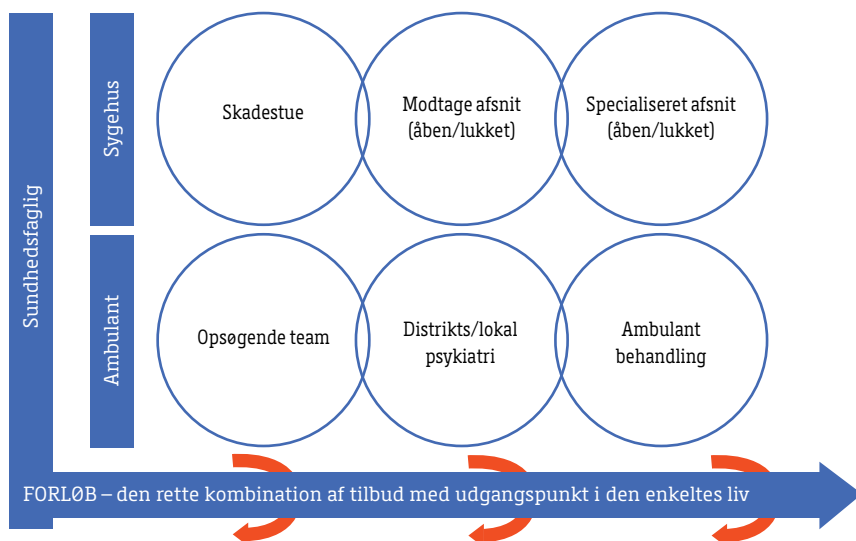 Sundhedsfaglig
Sygehus
Skadestue
Modtage afsnit
(åben/lukket)
Specialiseret afsnit
(åben/lukket)
Ambulant
Opsøgende team
Distrikts/lokal
psykiatri
Ambulant
behandling
FORLØB – den rette kombination af tilbud med udgangspunkt i den enkeltes liv